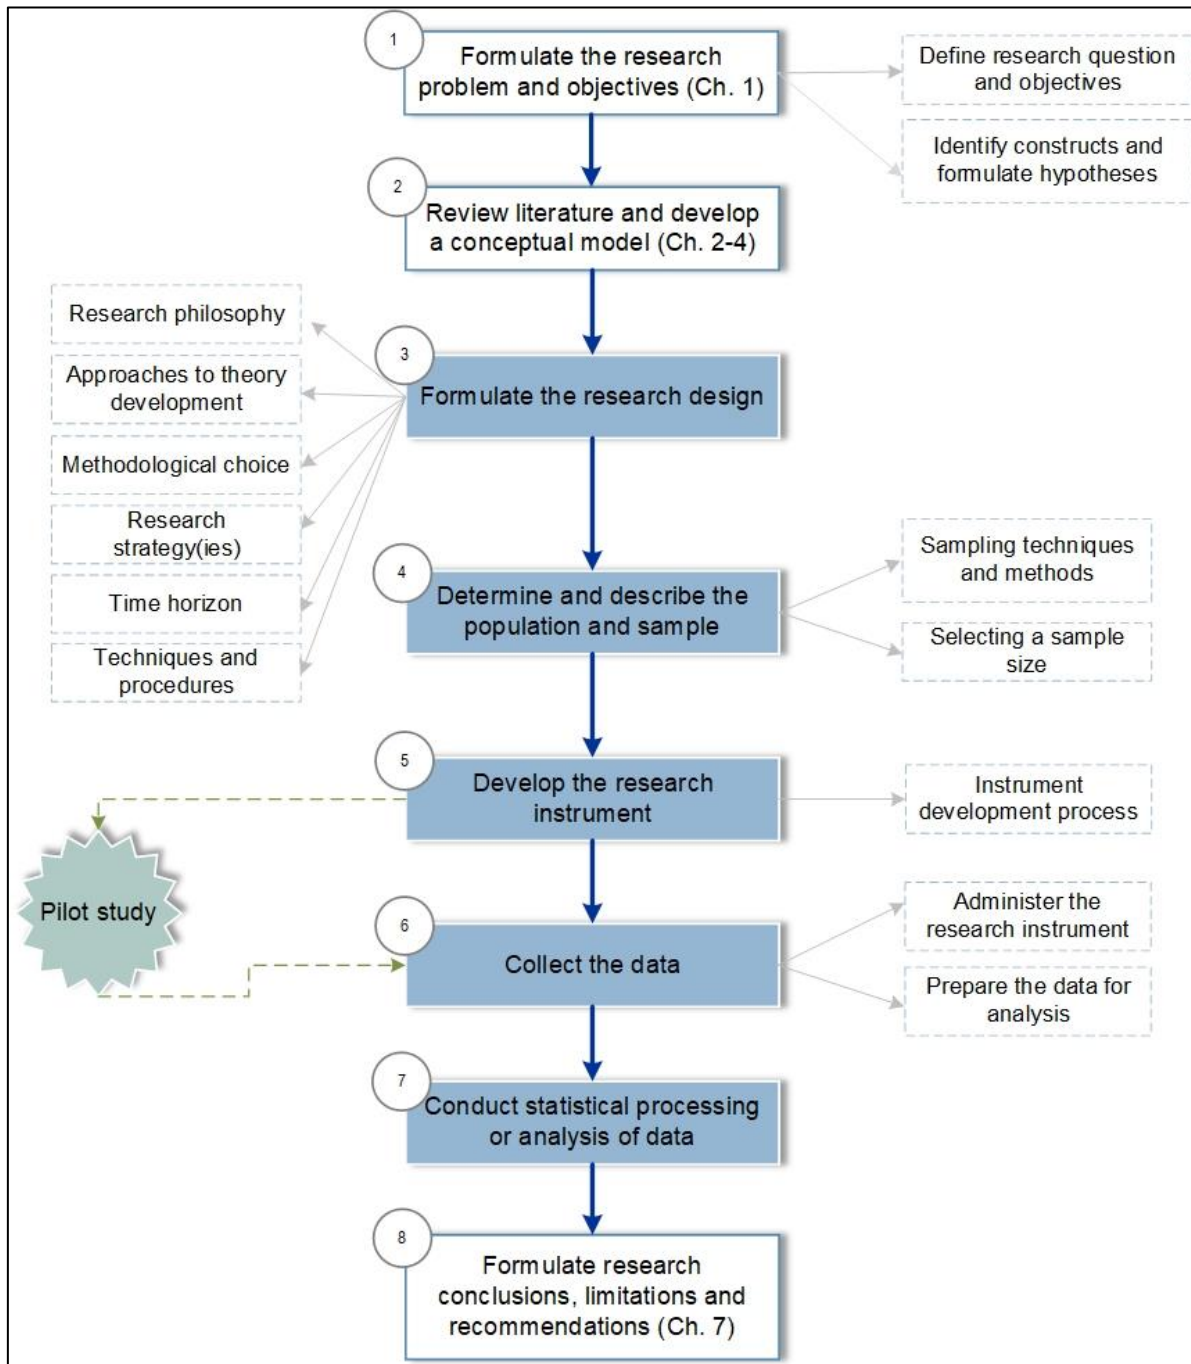 1
Formulate the research
problem and objectives (Ch. 1)
Define research question
and objectives
Identify constructs and
formulate hypotheses
2
Review literature and develop
a conceptual model (Ch. 2-4)
3
Formulate the research design
Research philosophy
Approaches to theory
development
Methodological choice
Research
strategy(ies)
Time horizon
Techniques and
procedures
4
Determine and describe the
population and sample
Sampling techniques
and methods
Selecting a sample
size
5
Develop the research
instrument
Instrument
development process
Pilot study
6
Collect the data
Administer the
research instrument
Prepare the data for
analysis
7
Conduct statistical processing
or analysis of data
8
Formulate research
conclusions, limitations and
recommendations (Ch. 7)